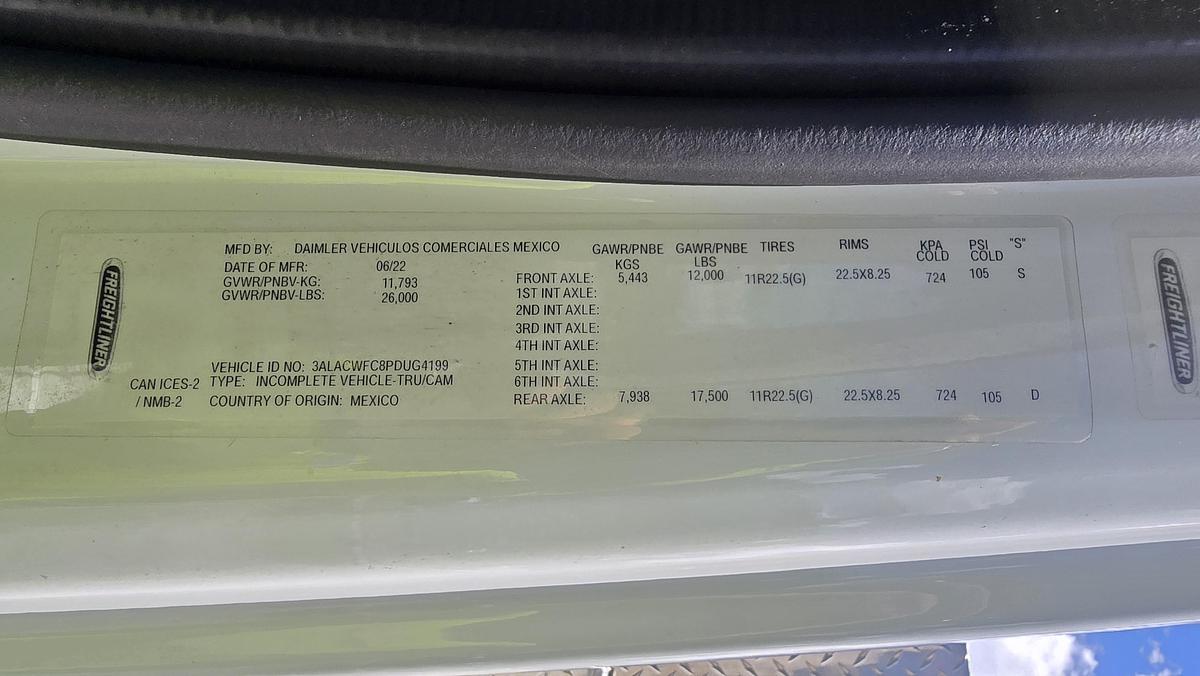 FREIGHTLINER
MFD BY: DAIMLER VEHICULOS COMERCIALES MEXICO
DATE OF MFR: 06/22
GVWR/PNBV-KG: 11,793
GVWR/PNBV-LBS: 26,000
VEHICLE ID NO: 3ALACWFC8PDUG4199
CAN ICES-2 TYPE: INCOMPLETE VEHICLE-TRU/CAM
/ NMB-2 COUNTRY OF ORIGIN: MEXICO
GAWR/PNBE GAWR/PNBE TIRES RIMS KPA PSI "S"
KGS LBS COLD COLD
FRONT AXLE: 5,443 12,000 11R22.5(G) 22.5X8.25 724 105 S
1ST INT AXLE:
2ND INT AXLE:
3RD INT AXLE:
4TH INT AXLE:
5TH INT AXLE:
6TH INT AXLE:
REAR AXLE: 7,938 17,500 11R22.5(G) 22.5X8.25 724 105 D
FREIGHTLINER